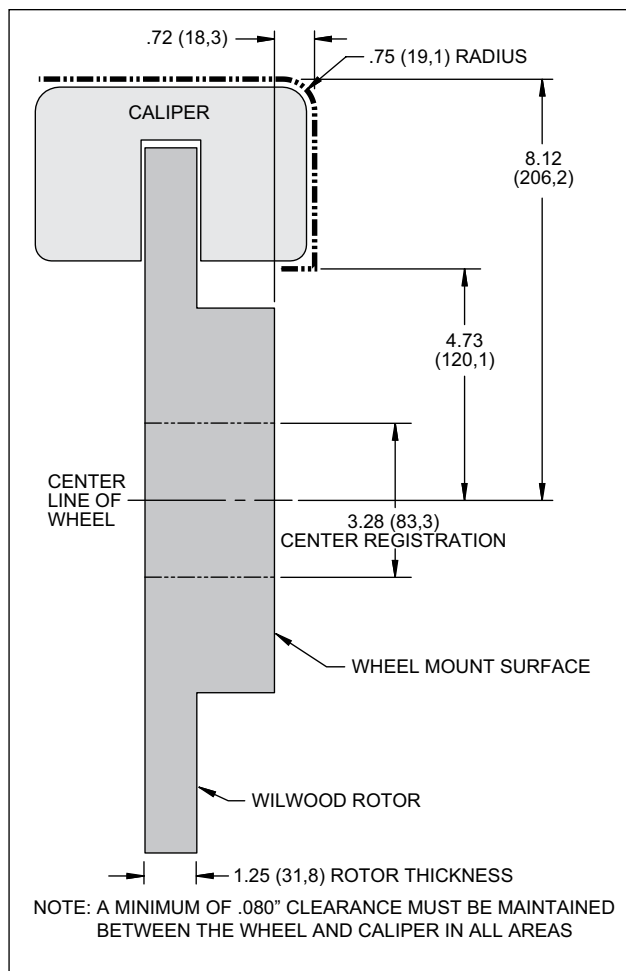 .72 (18,3)
.75 (19,1) RADIUS
CALIPER
8.12
(206,2)
4.73
(120,1)
CENTER
LINE OF
WHEEL
3.28 (83,3)
CENTER REGISTRATION
WHEEL MOUNT SURFACE
WILWOOD ROTOR
1.25 (31,8) ROTOR THICKNESS
NOTE: A MINIMUM OF .080” CLEARANCE MUST BE MAINTAINED
BETWEEN THE WHEEL AND CALIPER IN ALL AREAS